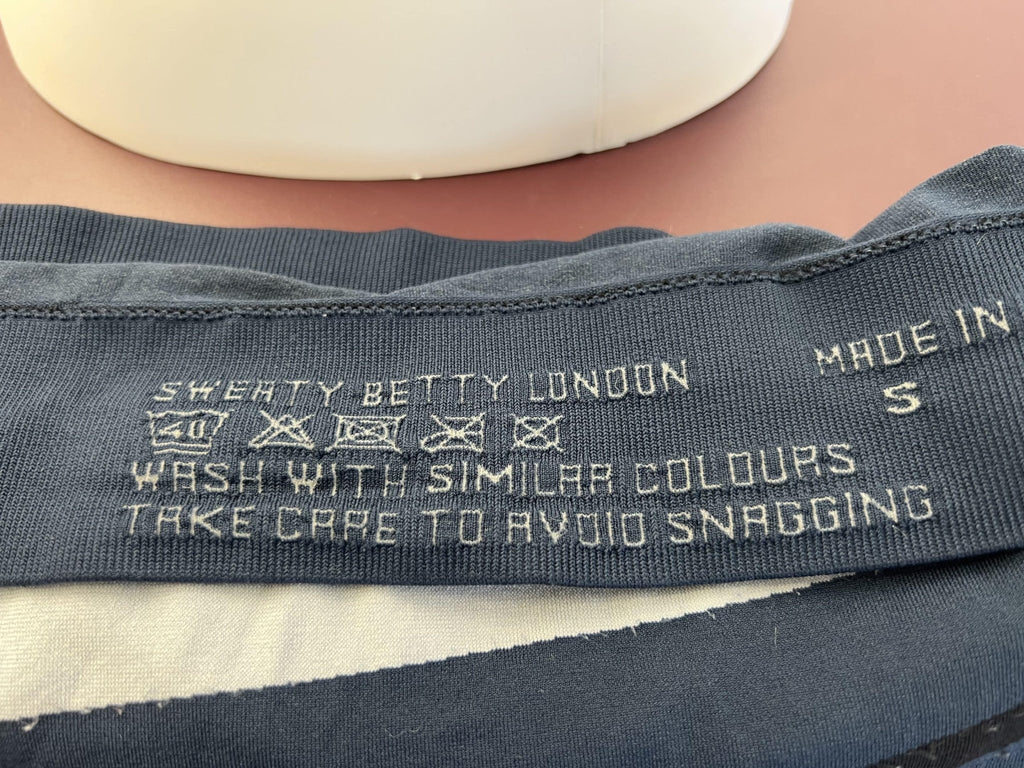 SWEATY BETTY LONDON
40
WASH WITH SIMILAR COLOURS
TAKE CARE TO AVOID SNAGGING
MADE IN
S